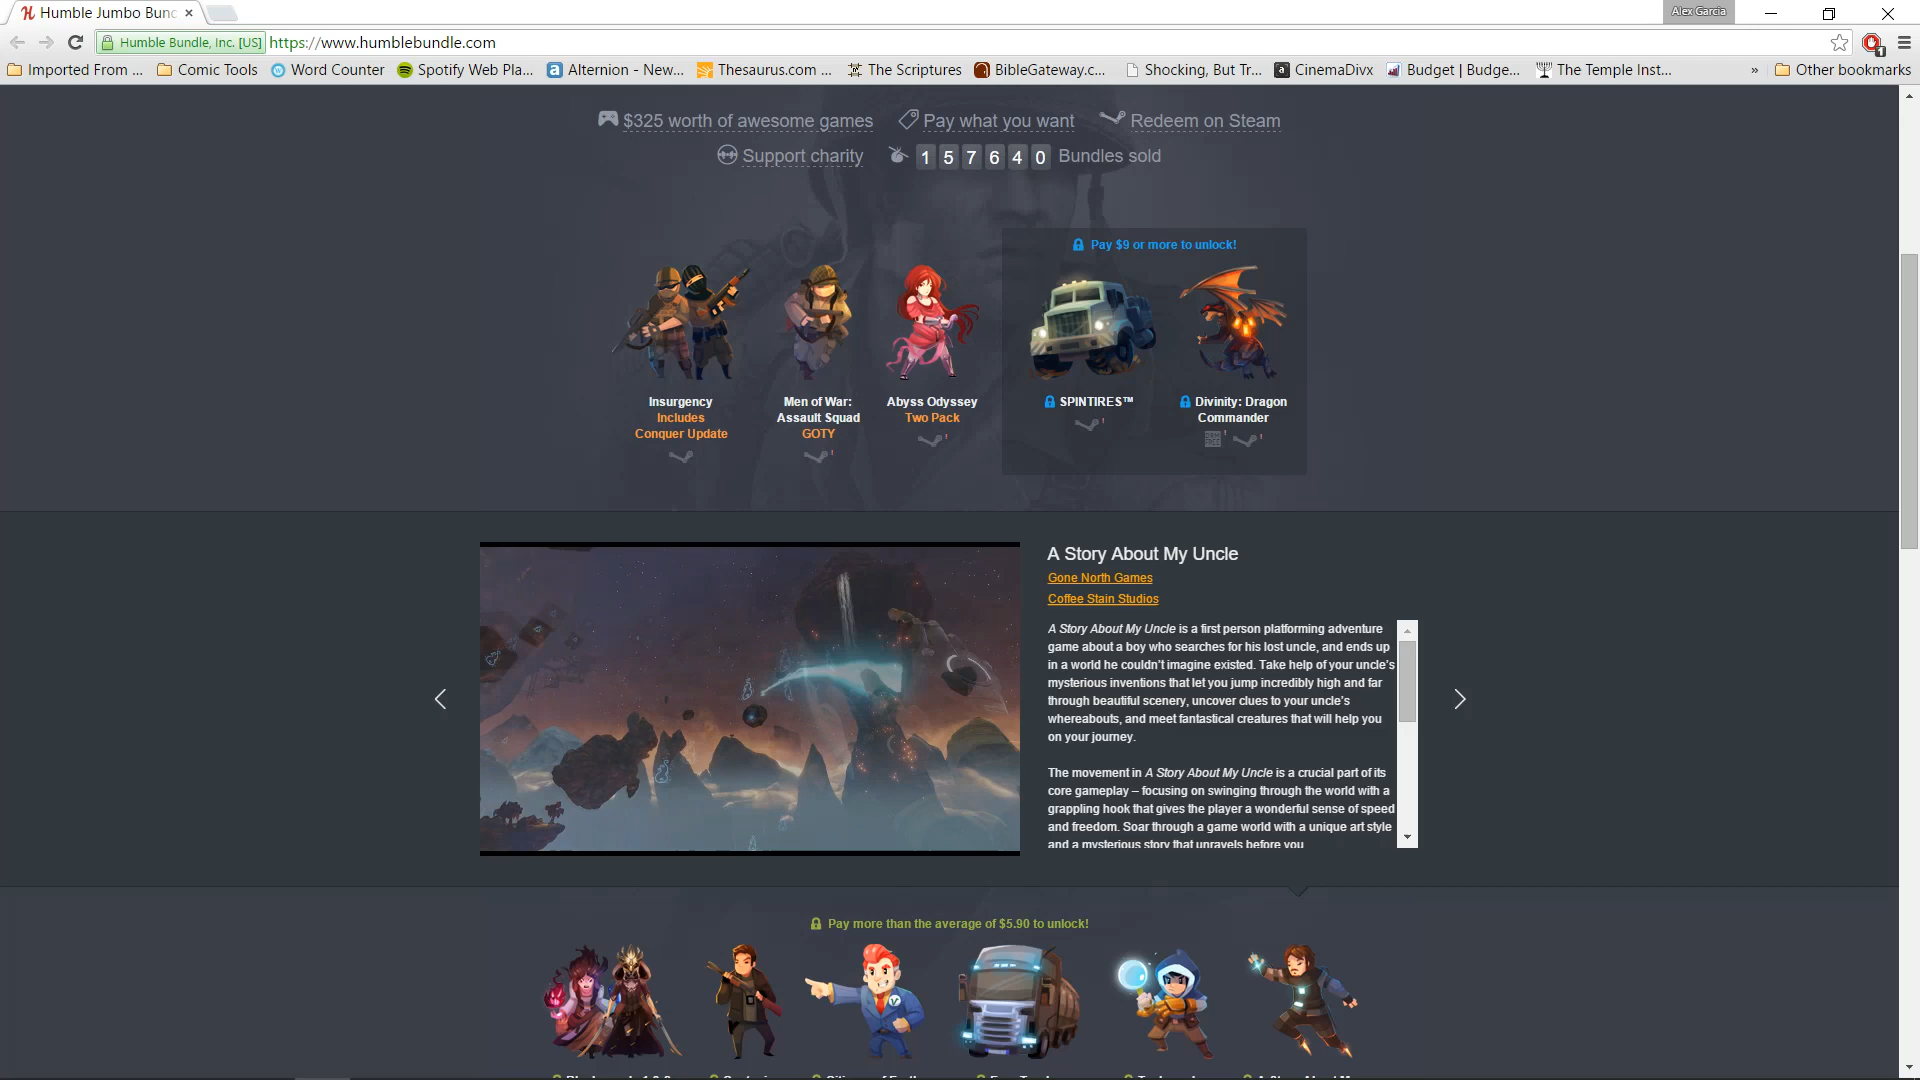 Humble Jumbo Bunc
Alex Garcia
Humble Bundle, Inc. [US] https://www.humblebundle.com
1
Imported From ... Comic Tools Word Counter Spotify Web Pla... Alternion - New... Thesaurus.com ... The Scriptures BibleGateway.c... Shocking, But Tr... CinemaDivx Budget | Budge... The Temple Inst... » Other bookmarks
$325 worth of awesome games Pay what you want Redeem on Steam
Support charity 157640 Bundles sold
Pay $9 or more to unlock!
Insurgency
Includes
Conquer Update
Men of War:
Assault Squad
GOTY
Abyss Odyssey
Two Pack
SPINTIRES™
Divinity: Dragon
Commander
A Story About My Uncle
Gone North Games
Coffee Stain Studios
A Story About My Uncle is a first person platforming adventure
game about a boy who searches for his lost uncle, and ends up
in a world he couldn't imagine existed. Take help of your uncle's
mysterious inventions that let you jump incredibly high and far
through beautiful scenery, uncover clues to your uncle's
whereabouts, and meet fantastical creatures that will help you
on your journey.
The movement in A Story About My Uncle is a crucial part of its
core gameplay – focusing on swinging through the world with a
grappling hook that gives the player a wonderful sense of speed
and freedom. Soar through a game world with a unique art style
and a mysterious story that unravels before you
Pay more than the average of $5.90 to unlock!